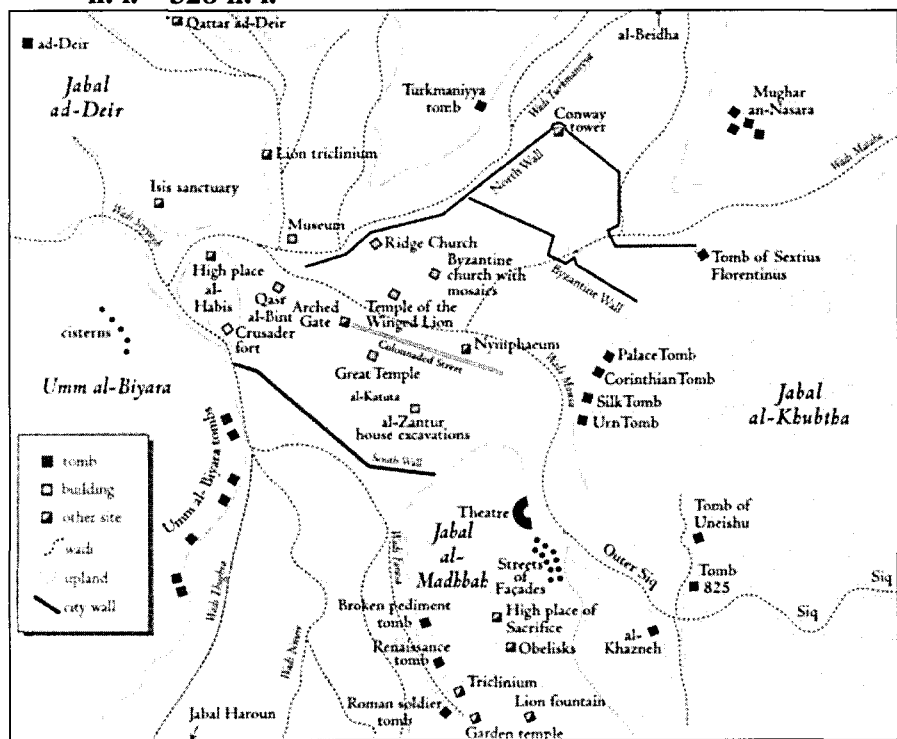 Qattar ad-Deir
ad-Deir
al-Beidha
Jabal
ad-Deir
Turkmaniyya
tomb
Wadi Turkmaniyya
Conway
tower
Mughar
an-Nasara
Lion triclinium
North Wall
Wadi Mataha
Isis sanctuary
Wadi Siyyagh
Museum
Ridge Church
Byzantine
church with
mosaics
Tomb of Sextius
Florentinus
High place
al-
Habis
Qasr
al-Bint
Arched
Gate
Temple of the
Winged Lion
Byzantine Wall
Crusader
fort
cisterns
Colonnaded Street
Nymphaeum
Wadi Mousa
Palace Tomb
Great Temple
Corinthian Tomb
Umm al-Biyara
al-Katuta
Silk Tomb
Jabal
al-Khubtha
al-Zantur
house excavations
Urn Tomb
Umm al-Biyara tombs
South Wall
tomb
building
other site
wadi
upland
city wall
Theatre
Tomb of
Uneishu
Jabal
al-
Madhbah
Outer Siq
Streets of
Façades
Tomb
825
Siq
Siq
Wadi Thughra
Wadi Farasa
Broken pediment
tomb
High place of
Sacrifice
al-
Khazneh
Obelisks
Renaissance
tomb
Wadi Nmeir
Triclinium
Lion fountain
Roman soldier
tomb
Jabal Haroun
Garden temple